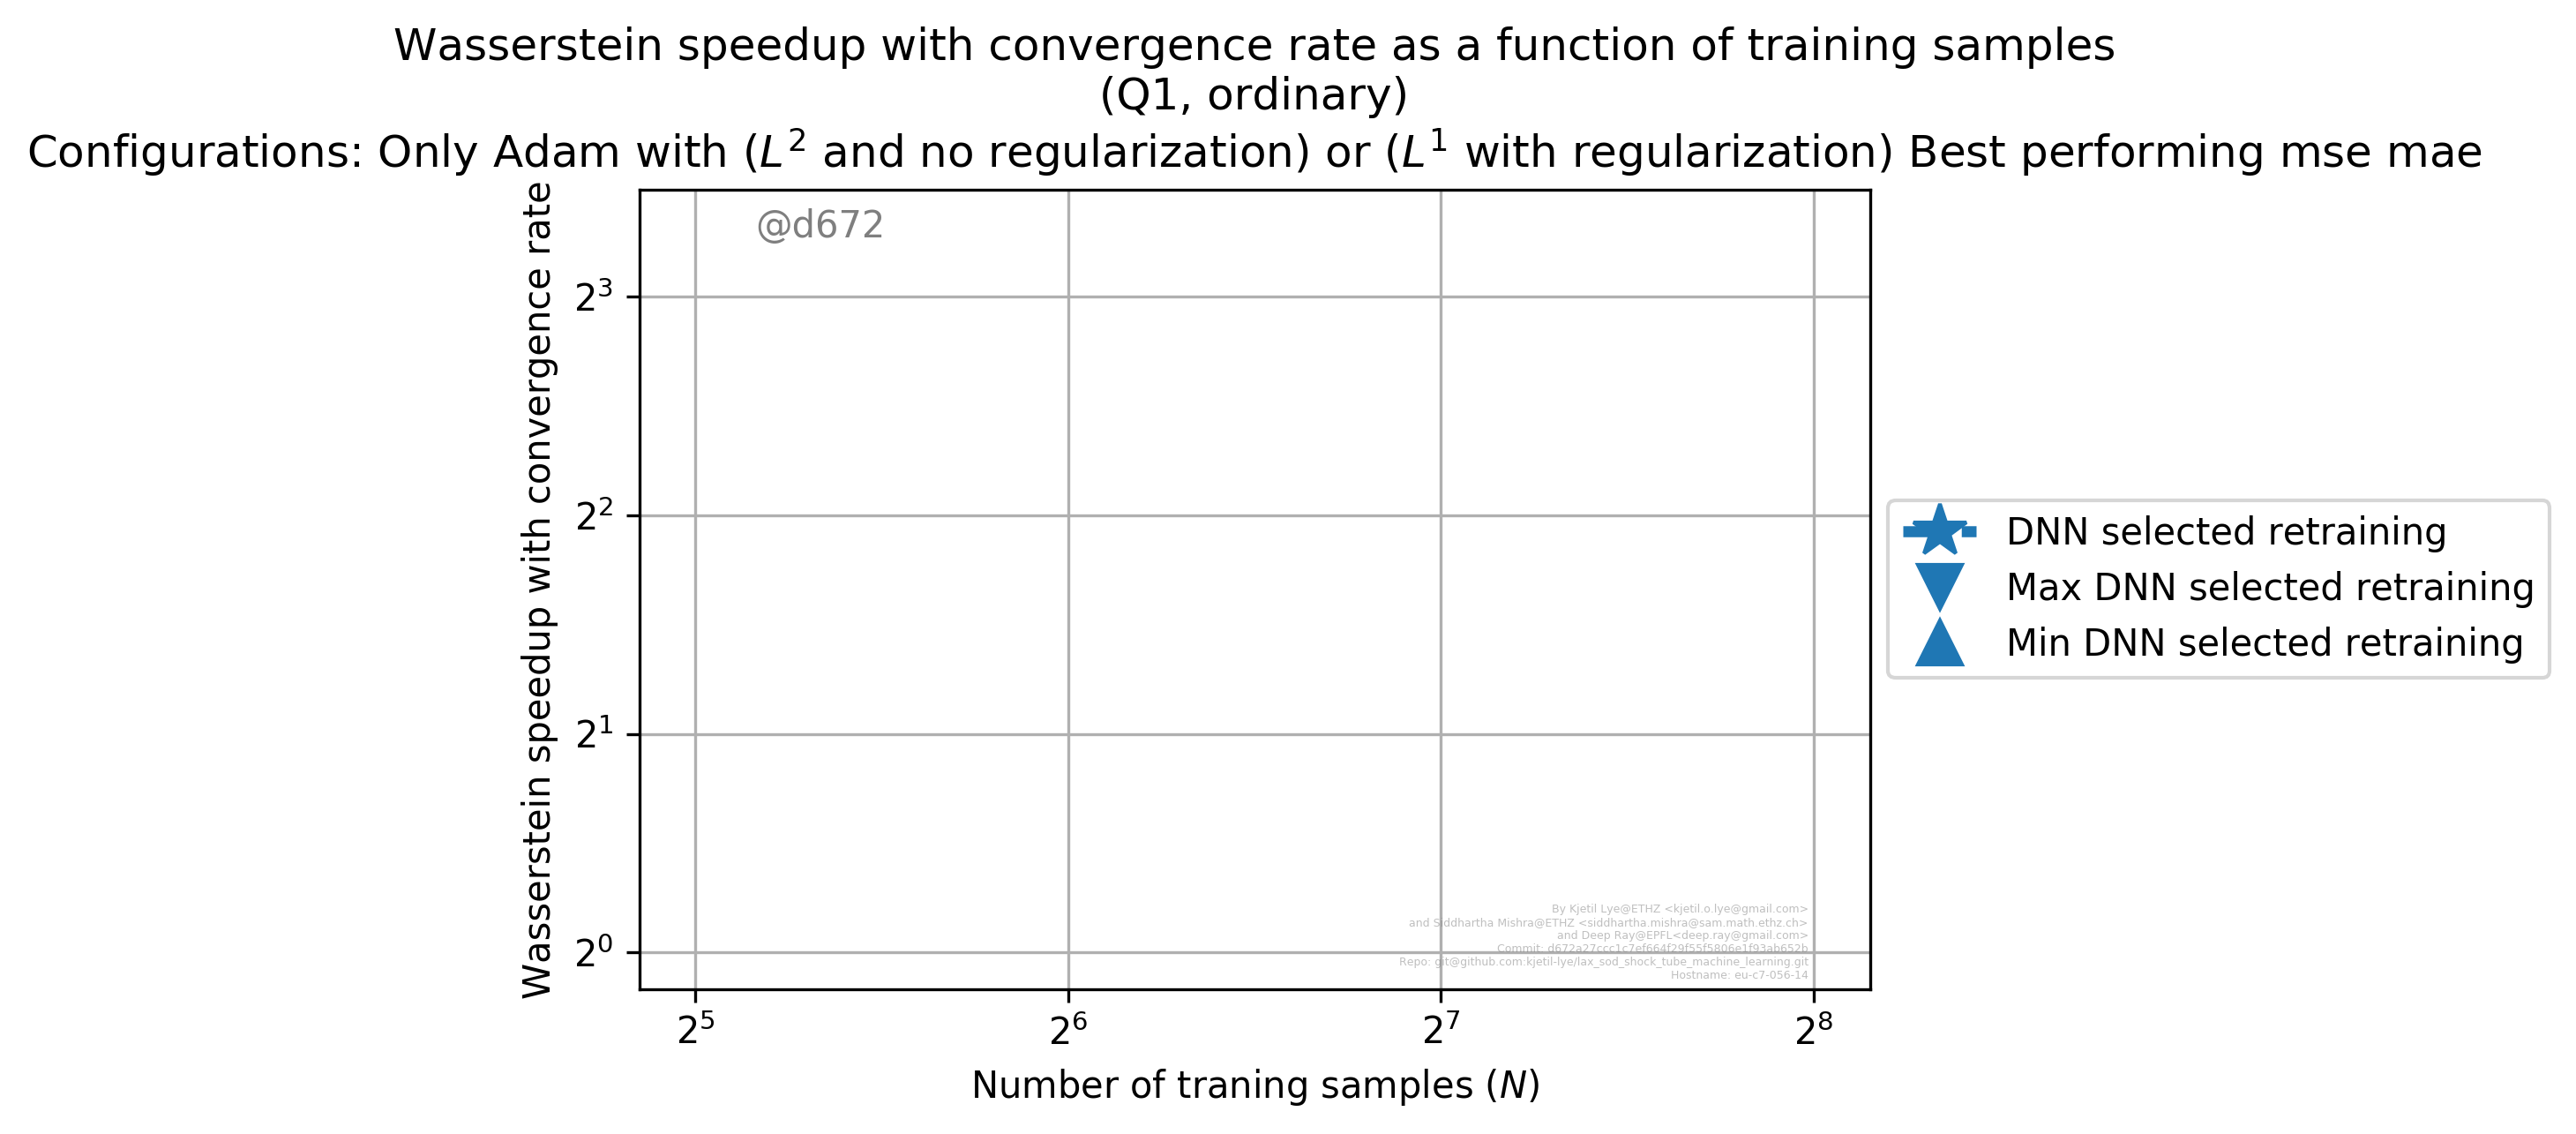 Wasserstein speedup with convergence rate as a function of training samples
(Q1, ordinary)
Configurations: Only Adam with (L² and no regularization) or (L¹ with regularization) Best performing mse mae
Wasserstein speedup with convergence rate
@d672
2³
2²
2¹
2⁰
DNN selected retraining
Max DNN selected retraining
Min DNN selected retraining
By Kjetil Lye@ETHZ <kjetil.o.lye@gmail.com>
and Siddhartha Mishra@ETHZ <siddhartha.mishra@sam.math.ethz.ch>
and Deep Ray@EPFL<deep.ray@gmail.com>
Commit: d672a27ccc1c7ef664f29f55f5806e1f93ab652b
Repo: git@github.com:kjetil-lye/lax_sod_shock_tube_machine_learning.git
Hostname: eu-c7-056-14
2⁵ 2⁶ 2⁷ 2⁸
Number of traning samples (N)